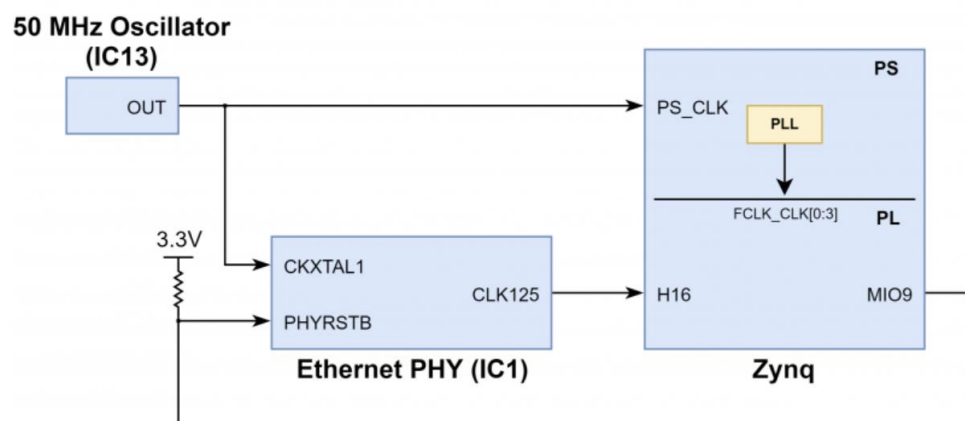 50 MHz Oscillator
(IC13)
OUT
PS
PS_CLK
PLL
FCLK_CLK[0:3]
PL
3.3V
CKXTAL1
CLK125
H16
MIO9
PHYRSTB
Ethernet PHY (IC1)
Zynq